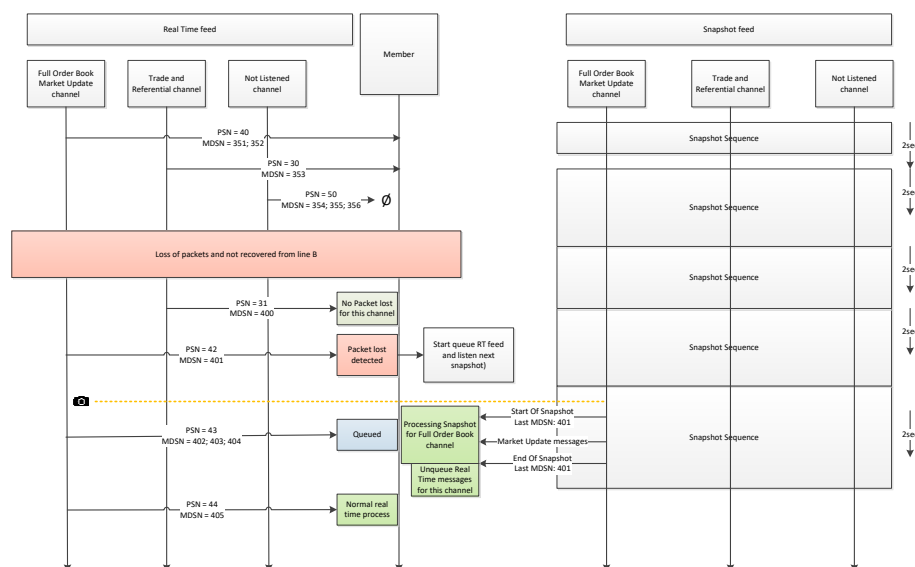 Real Time feed
Member
Snapshot feed
Full Order Book
Market Update
channel
Trade and
Referential channel
Not Listened
channel
Full Order Book
Market Update
channel
Trade and
Referential channel
Not Listened
channel
PSN = 40
MDSN = 351; 352
Snapshot Sequence
PSN = 30
MDSN = 353
PSN = 50
MDSN = 354; 355; 356
Ø
Snapshot Sequence
Loss of packets and not recovered from line B
Snapshot Sequence
PSN = 31
MDSN = 400
No Packet lost
for this channel
PSN = 42
MDSN = 401
Packet lost
detected
Start queue RT feed
and listen next
snapshot)
Snapshot Sequence
Start Of Snapshot
Last MDSN: 401
PSN = 43
MDSN = 402; 403; 404
Queued
Processing Snapshot
for Full Order Book
channel
Market Update messages
End Of Snapshot
Last MDSN: 401
Snapshot Sequence
Unqueue Real
Time messages
for this channel
PSN = 44
MDSN = 405
Normal real
time process
2se
2se
2se
2se
2se